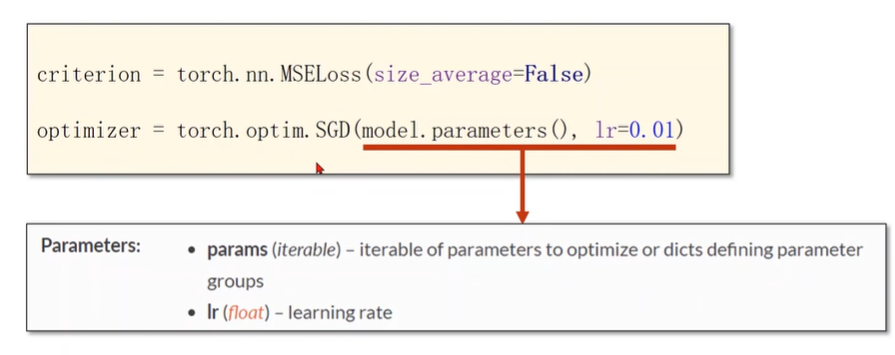 criterion = torch.nn.MSELoss(size_average=False)
optimizer = torch.optim.SGD(model.parameters(), lr=0.01)
Parameters:
• params (iterable) – iterable of parameters to optimize or dicts defining parameter
groups
• lr (float) – learning rate